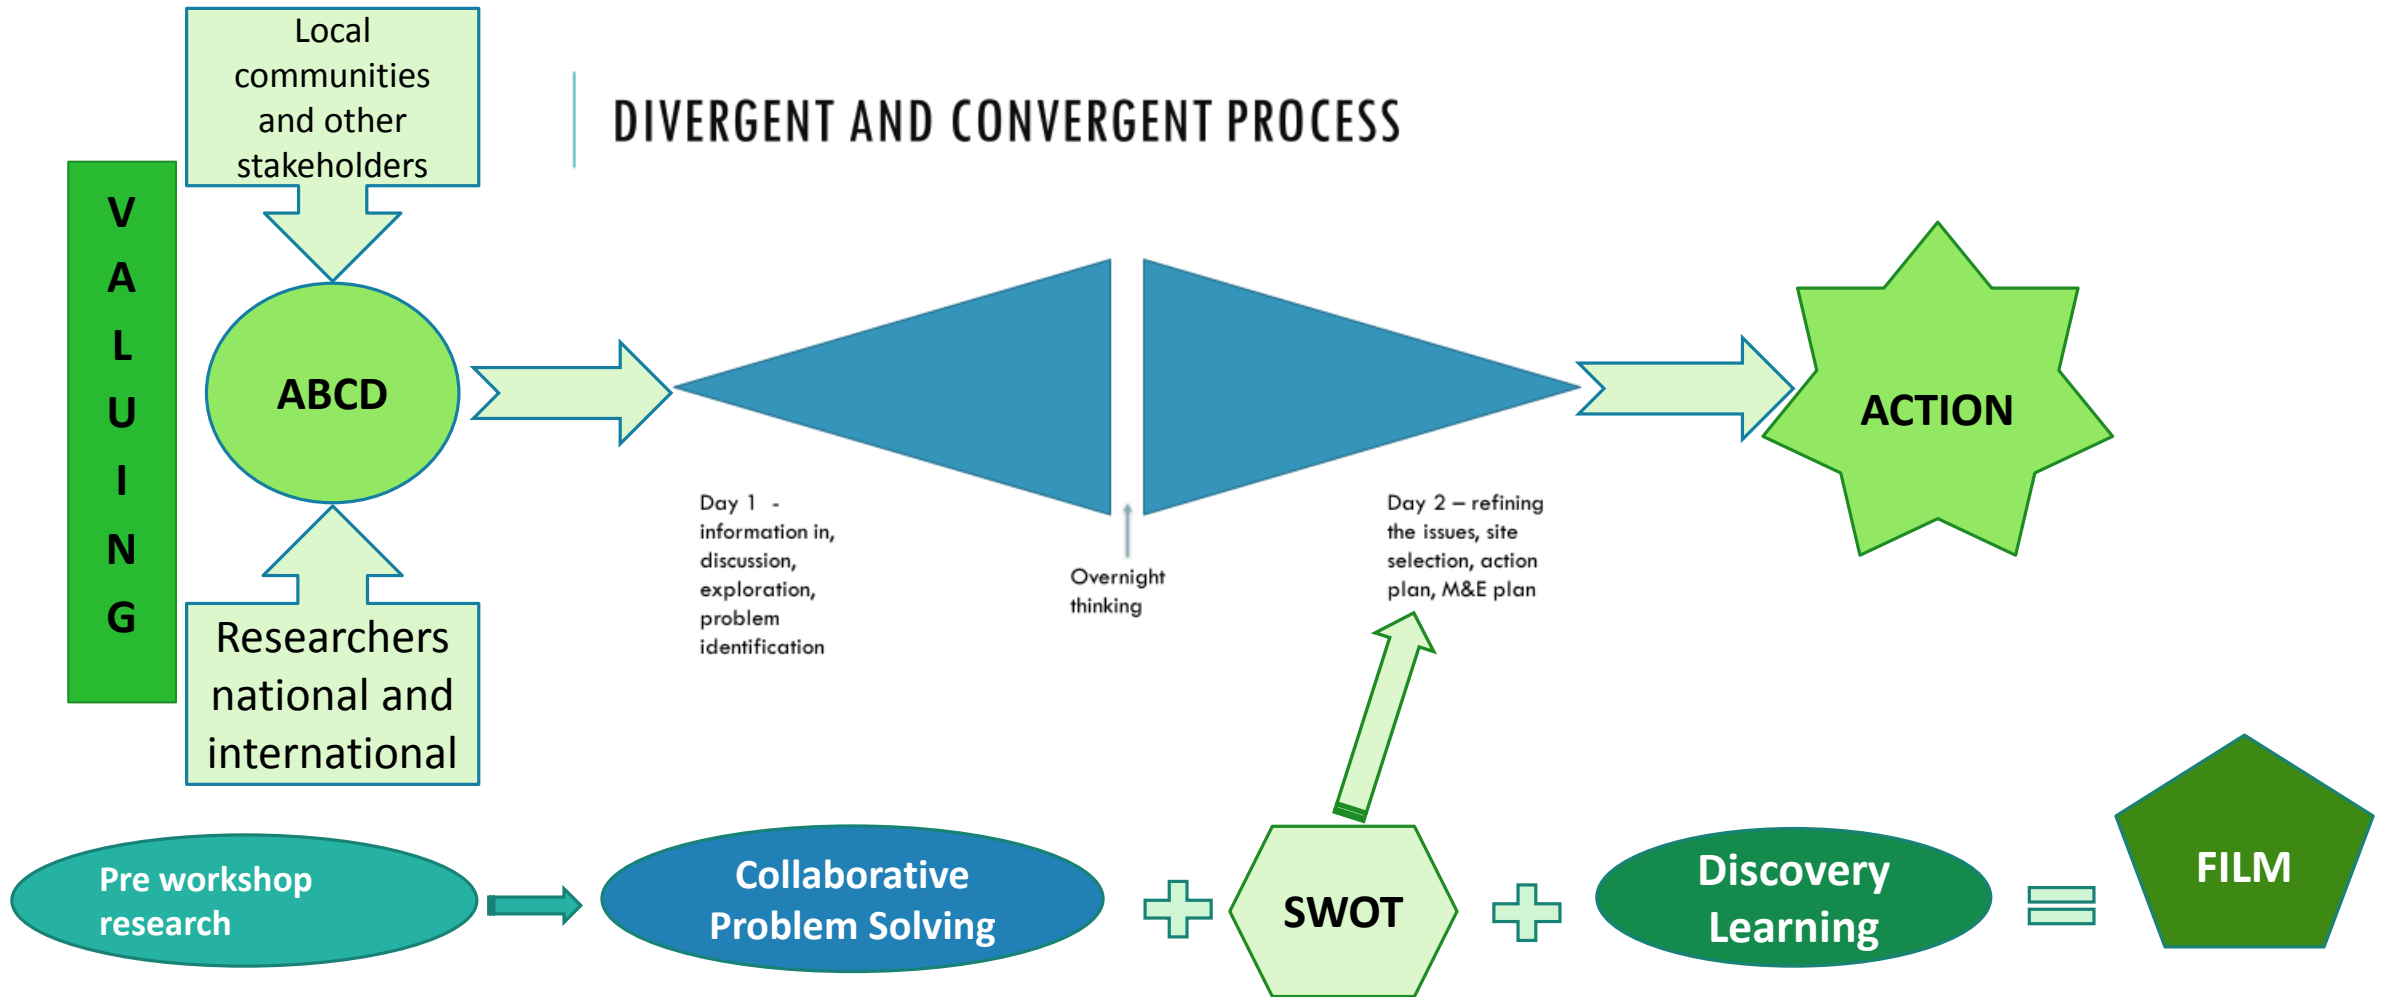 Local
communities
and other
stakeholders
DIVERGENT AND CONVERGENT PROCESS
V
A
L
U
I
N
G
ABCD
ACTION
Day 1 -
information in,
discussion,
exploration,
problem
identification
Overnight
thinking
Day 2 – refining
the issues, site
selection, action
plan, M&E plan
Researchers
national and
international
Pre workshop
research
Collaborative
Problem Solving
SWOT
Discovery
Learning
FILM